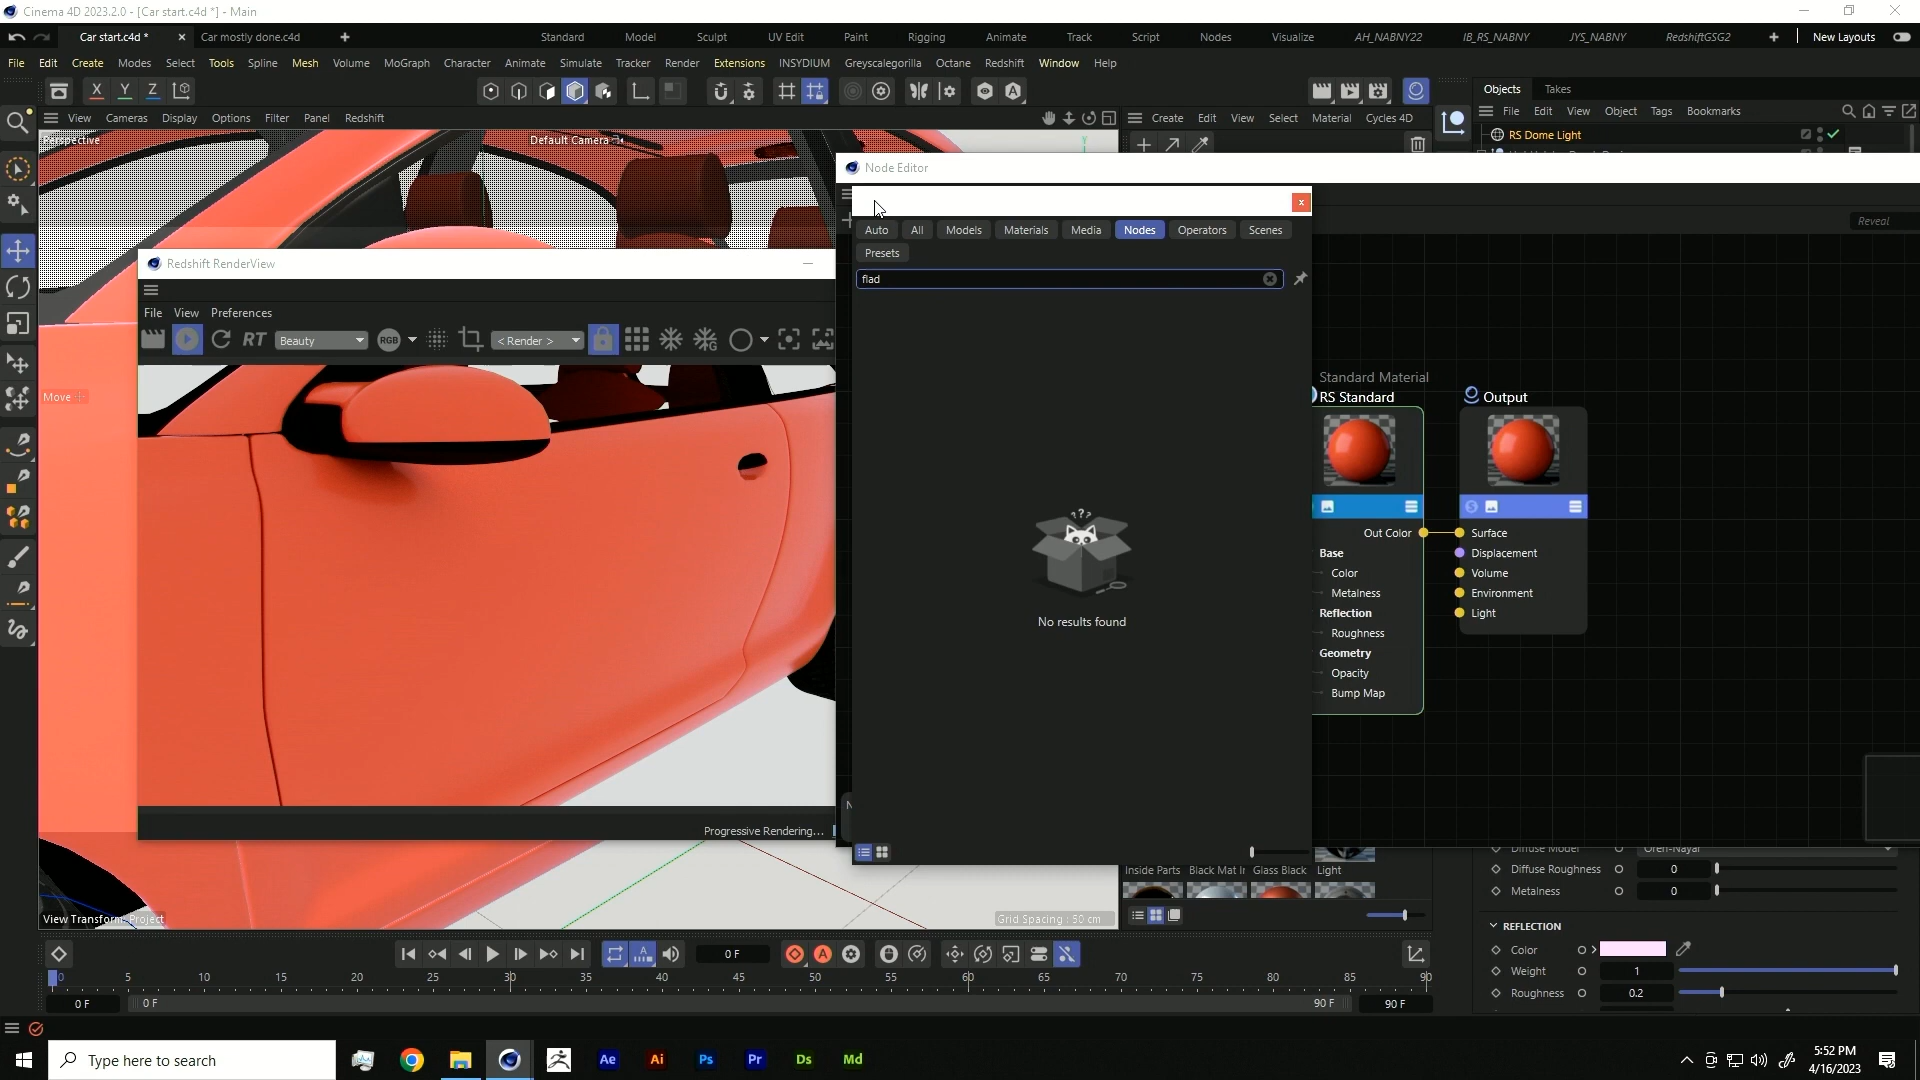 Cinema 4D 2023.2.0 - [Car start.c4d *] - Main
Car start.c4d * × Car mostly done.c4d + Standard Model Sculpt UV Edit Paint Rigging Animate Track Script Nodes Visualize AH_NABNY22 IB_RS_NABNY JYS_NABNY RedshiftGSG2 + New Layouts
File Edit Create Modes Select Tools Spline Mesh Volume MoGraph Character Animate Simulate Tracker Render Extensions INSYDIUM Greyscalegorilla Octane Redshift Window Help
X Y Z
Objects Takes
View Cameras Display Options Filter Panel Redshift
Create Edit View Select Material Cycles 4D
File Edit View Object Tags Bookmarks
Perspective Default Camera
RS Dome Light
Node Editor
Reveal
Auto All Models Materials Media Nodes Operators Scenes
Presets
flad
No results found
Redshift RenderView
File View Preferences
RT Beauty RGB < Render >
Move
Progressive Rendering...
Standard Material
RS Standard
Out Color
Base
Color
Metalness
Reflection
Roughness
Geometry
Opacity
Bump Map
Output
Surface
Displacement
Volume
Environment
Light
Inside Parts Black Mat Ir Glass Black Light
Diffuse Model Oren-Nayar
Diffuse Roughness 0
Metalness 0
REFLECTION
Color
Weight 1
Roughness 0.2
View Transform: Project
Grid Spacing : 50 cm
0 F
0 5 10 15 20 25 30 35 40 45 50 55 60 65 70 75 80 85 90
0 F 0 F 90 F 90 F
Type here to search
Ae Ai Ps Pr Ds Md
5:52 PM
4/16/2023